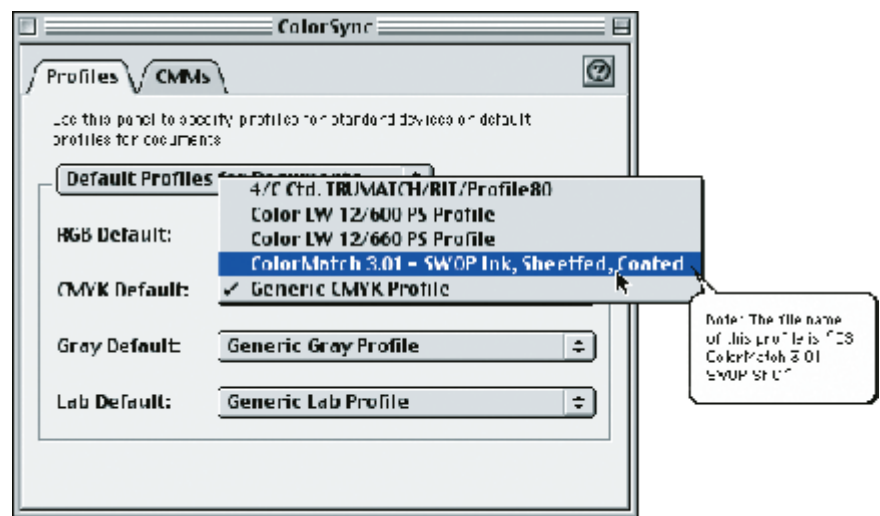 ColorSync
Profiles CMMs
Use this panel to specify profiles for standard devices or default
profiles for documents
Default Profiles for Documents
4/C Ctd. TRUMATCH/RIT/Profile80
Color LW 12/600 PS Profile
RGB Default: Color LW 12/660 PS Profile
ColorMatch 3.01 - SWOP Ink, Sheetfed, Coated
CMYK Default: ✓ Generic CMYK Profile
Note: The file name
of this profile is
ColorMatch 3.01
SWOP
Gray Default: Generic Gray Profile
Lab Default: Generic Lab Profile